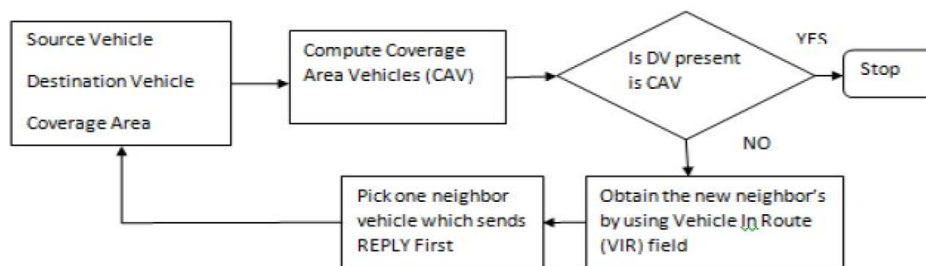 Source Vehicle
Destination Vehicle
Coverage Area
Compute Coverage
Area Vehicles (CAV)
Is DV present
is CAV
YES
Stop
NO
Obtain the new neighbor's
by using Vehicle In Route
(VIR) field
Pick one neighbor
vehicle which sends
REPLY First